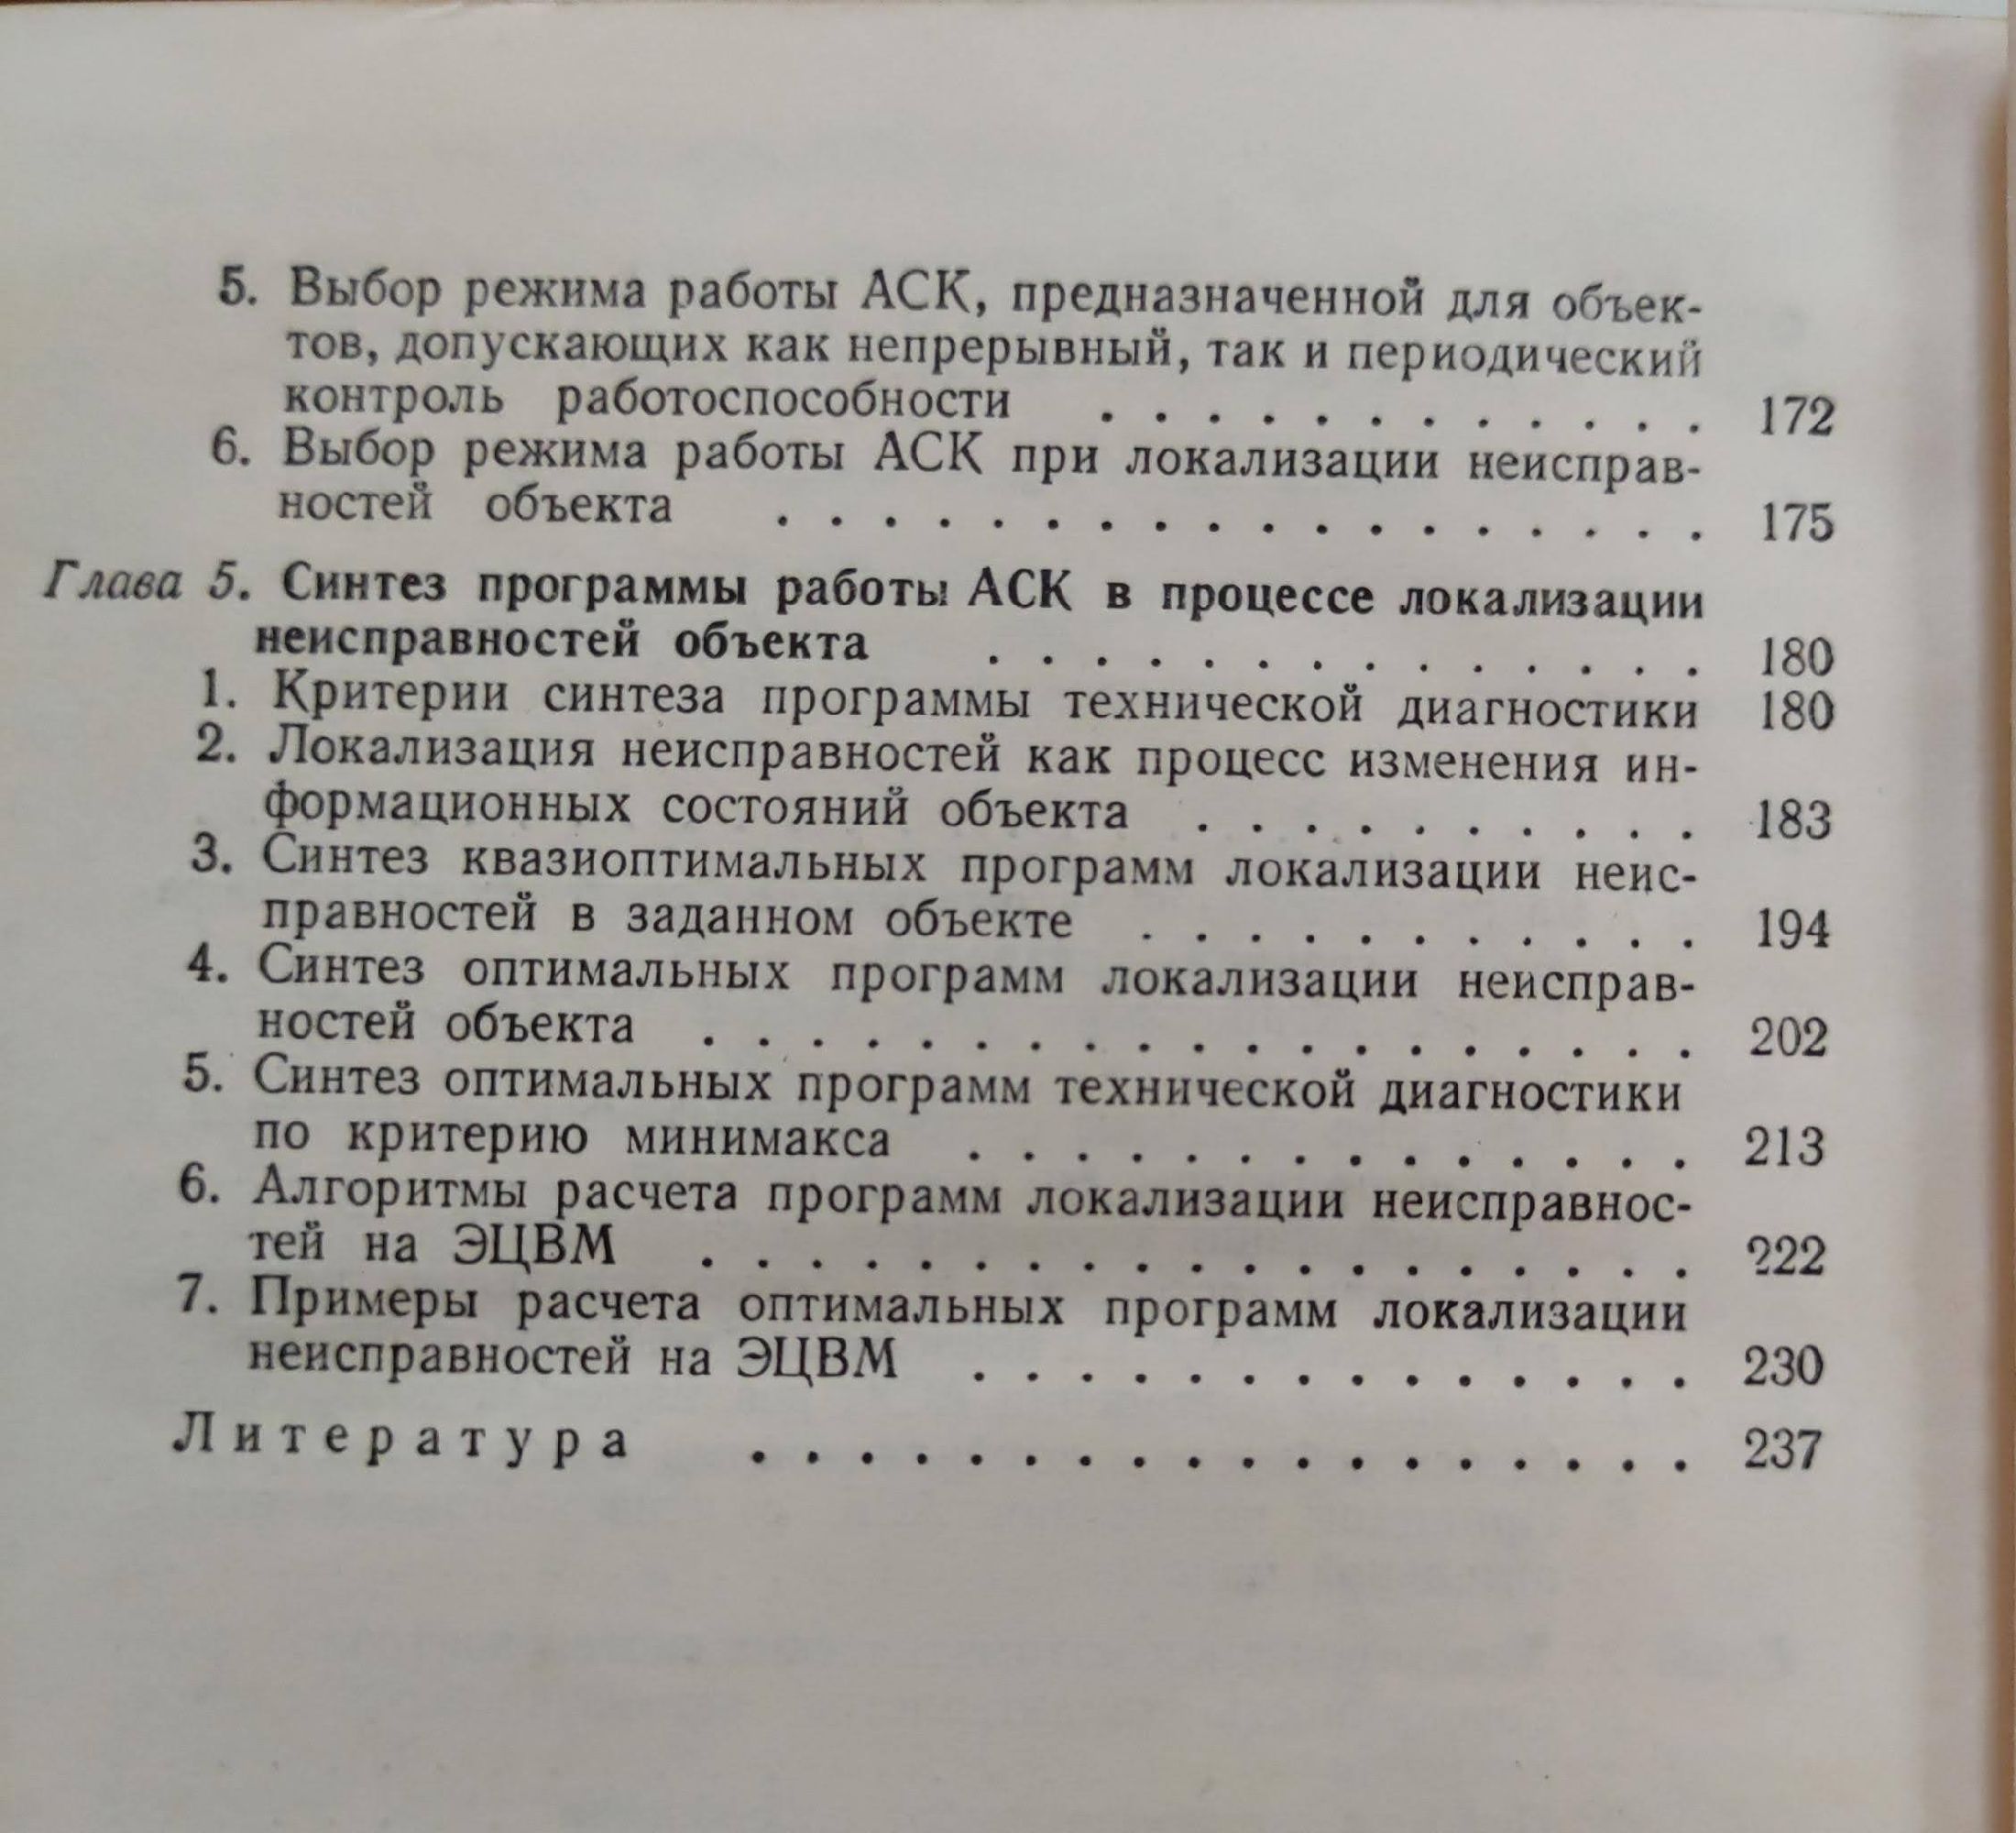 5. Выбор режима работы АСК, предназначенной для объек-
тов, допускающих как непрерывный, так и периодический
контроль работоспособности . . . . . . . . . . . . 172
6. Выбор режима работы АСК при локализации неисправ-
ностей объекта . . . . . . . . . . . . . . . . . . 175
Глава 5. Синтез программы работы АСК в процессе локализации
неисправностей объекта . . . . . . . . . . . . . . 180
1. Критерии синтеза программы технической диагностики 180
2. Локализация неисправностей как процесс изменения ин-
формационных состояний объекта . . . . . . . . . . 183
3. Синтез квазиоптимальных программ локализации неис-
правностей в заданном объекте . . . . . . . . . . . 194
4. Синтез оптимальных программ локализации неисправ-
ностей объекта . . . . . . . . . . . . . . . . . . . 202
5. Синтез оптимальных программ технической диагностики
по критерию минимакса . . . . . . . . . . . . . . 213
6. Алгоритмы расчета программ локализации неисправнос-
тей на ЭЦВМ . . . . . . . . . . . . . . . . . . . 222
7. Примеры расчета оптимальных программ локализации
неисправностей на ЭЦВМ . . . . . . . . . . . . . . 230
Литература . . . . . . . . . . . . . . . . . . 237